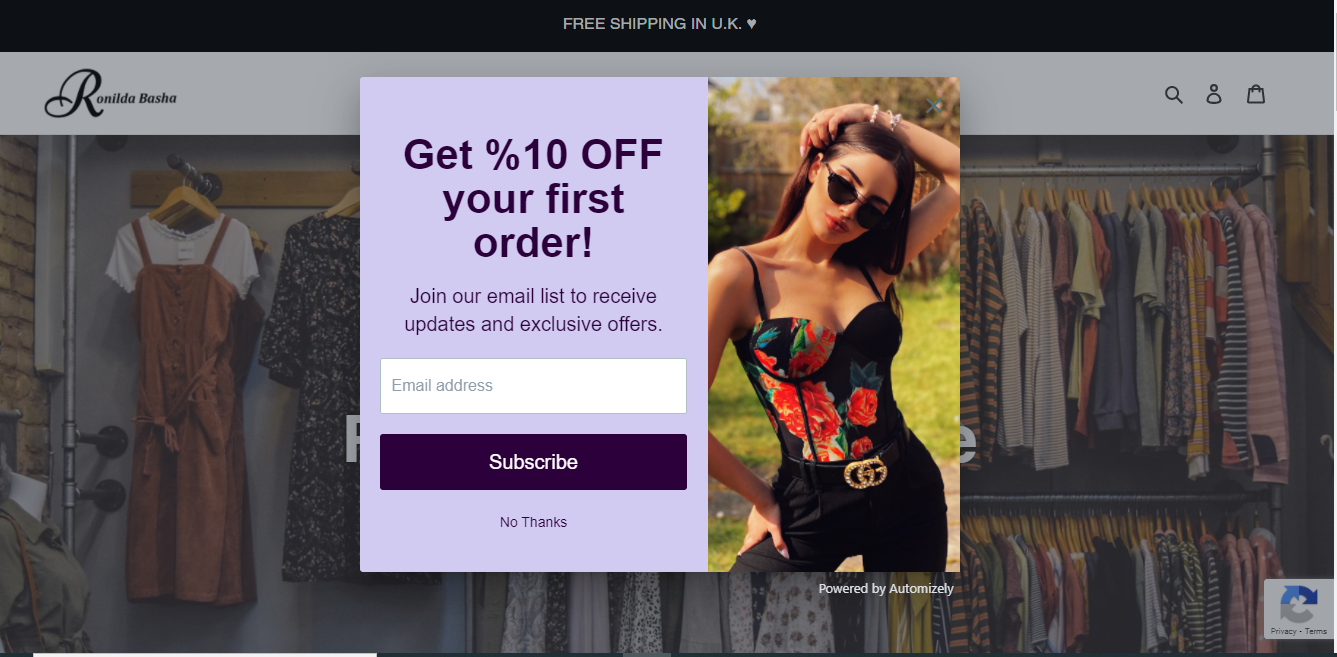 FREE SHIPPING IN U.K. ♥
Ronilda Basha
Get %10 OFF
your first
order!
Join our email list to receive
updates and exclusive offers.
Email address
Subscribe
No Thanks
Powered by Automizely
Privacy - Terms